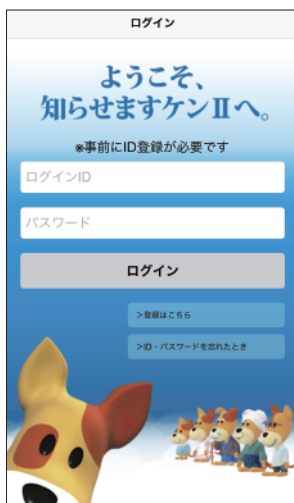 ログイン
ようこそ、
知らせますケンⅡへ。
※事前にID登録が必要です
ログインID
パスワード
ログイン
>登録はこちら
>ID・パスワードを忘れたとき